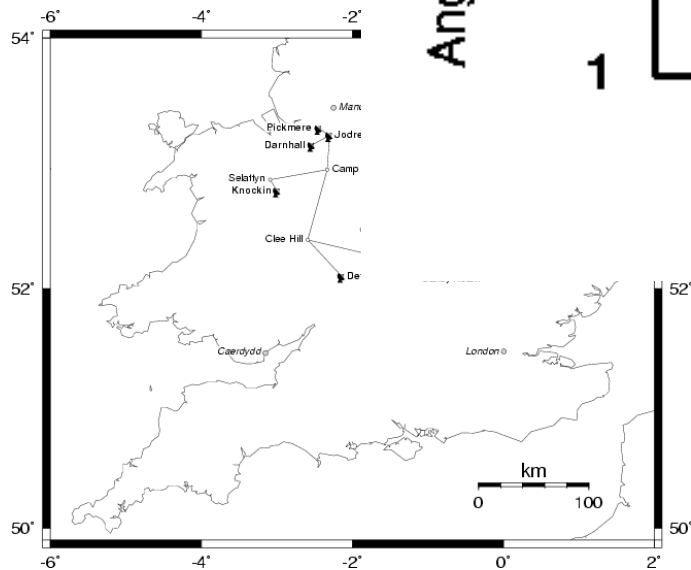 -6° -4° -2
54°
Ang
1
Manc
Pickmere Jodre
Darnhall
Camp
Selattyn
Knockin
Clee Hill
De
52° 52°
Caerdydd London
km
0 100
50° 50°
-6° -4° -2° 0° 2°